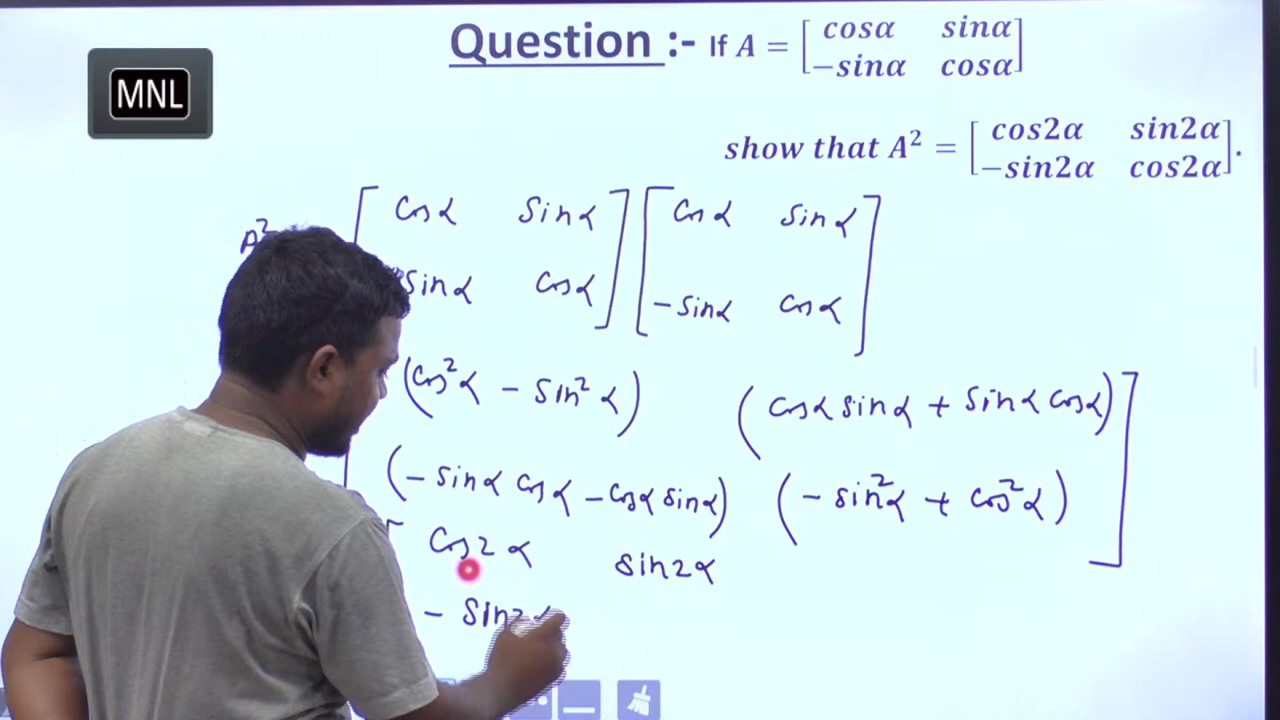 MNL
Question :- If A = [cosα sinα]
[-sinα cosα]
show that A² = [cos2α sin2α]
[-sin2α cos2α].
A² [cosα sinα] [cosα sinα]
sinα cosα] [-sinα cosα]
(cos²α - sin²α) (cosα sinα + sinα cosα)]
(-sinα cosα - cosα sinα) (-sin²α + cos²α)]
[cos2α sin2α
- sin2α